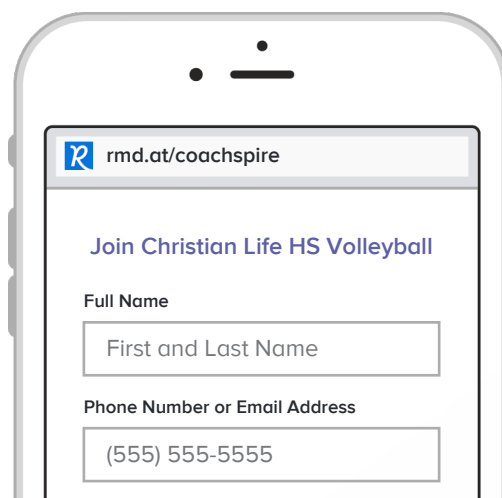 rmd.at/coachspire
Join Christian Life HS Volleyball
Full Name
First and Last Name
Phone Number or Email Address
(555) 555-5555